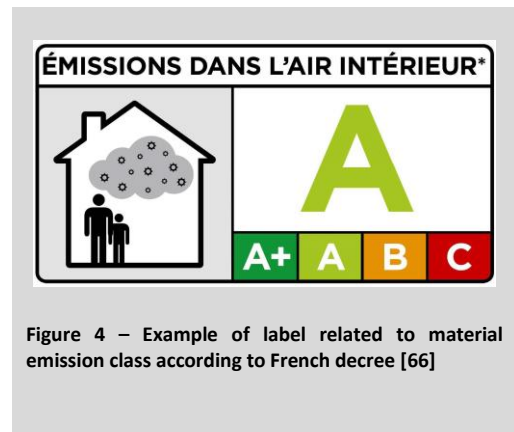 ÉMISSIONS DANS L'AIR INTÉRIEUR*
A
A+ A B C
Figure 4 – Example of label related to material
emission class according to French decree [66]